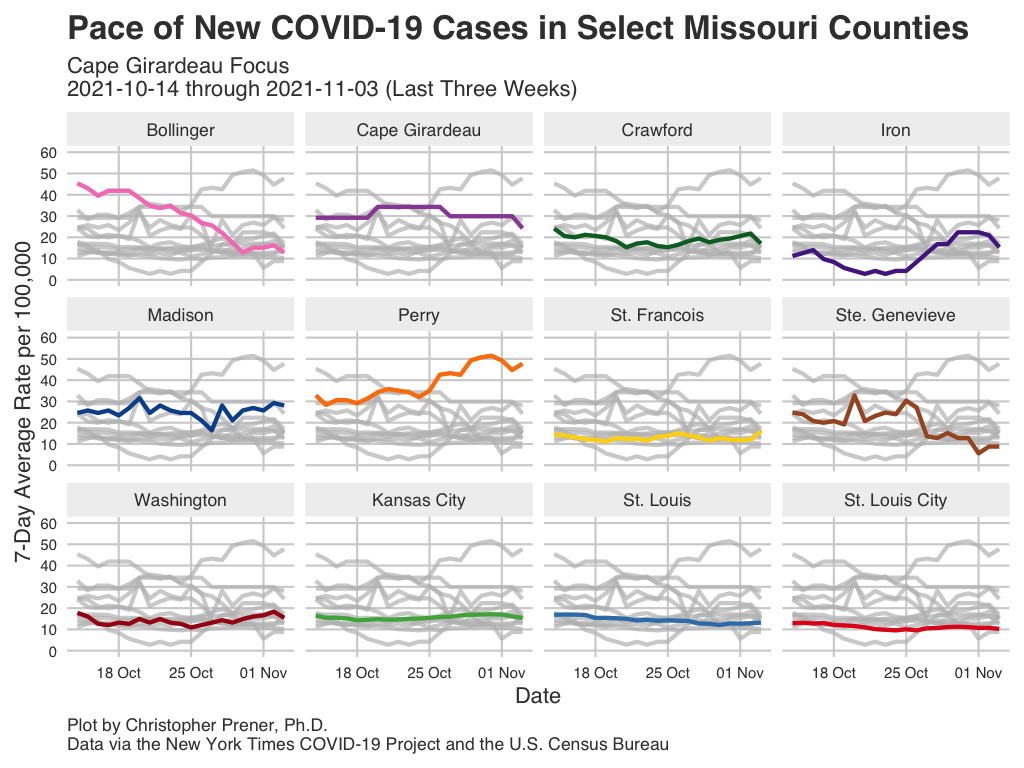 Pace of New COVID-19 Cases in Select Missouri Counties
Cape Girardeau Focus
2021-10-14 through 2021-11-03 (Last Three Weeks)
7-Day Average Rate per 100,000
Bollinger
Cape Girardeau
Crawford
Iron
60
50
40
30
20
10
0
Madison
Perry
St. Francois
Ste. Genevieve
60
50
40
30
20
10
0
Washington
Kansas City
St. Louis
St. Louis City
60
50
40
30
20
10
0
18 Oct 25 Oct 01 Nov 18 Oct 25 Oct 01 Nov 18 Oct 25 Oct 01 Nov 18 Oct 25 Oct 01 Nov
Date
Plot by Christopher Prener, Ph.D.
Data via the New York Times COVID-19 Project and the U.S. Census Bureau